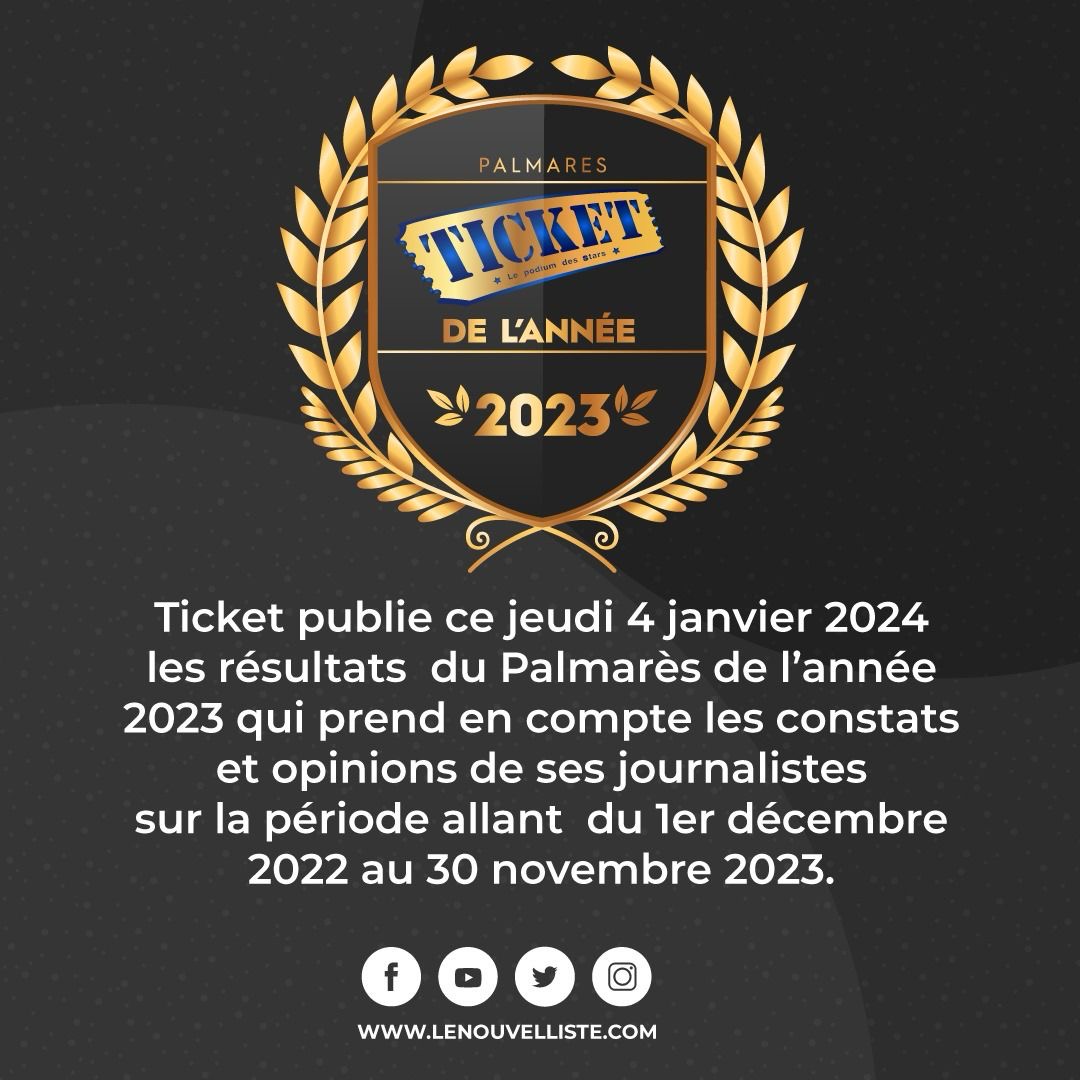 PALMARES
TICKET
★ Le podium des Stars ★
DE L'ANNÉE
2023
Ticket publie ce jeudi 4 janvier 2024
les résultats du Palmarès de l'année
2023 qui prend en compte les constats
et opinions de ses journalistes
sur la période allant du 1er décembre
2022 au 30 novembre 2023.
WWW.LENOUVELLISTE.COM